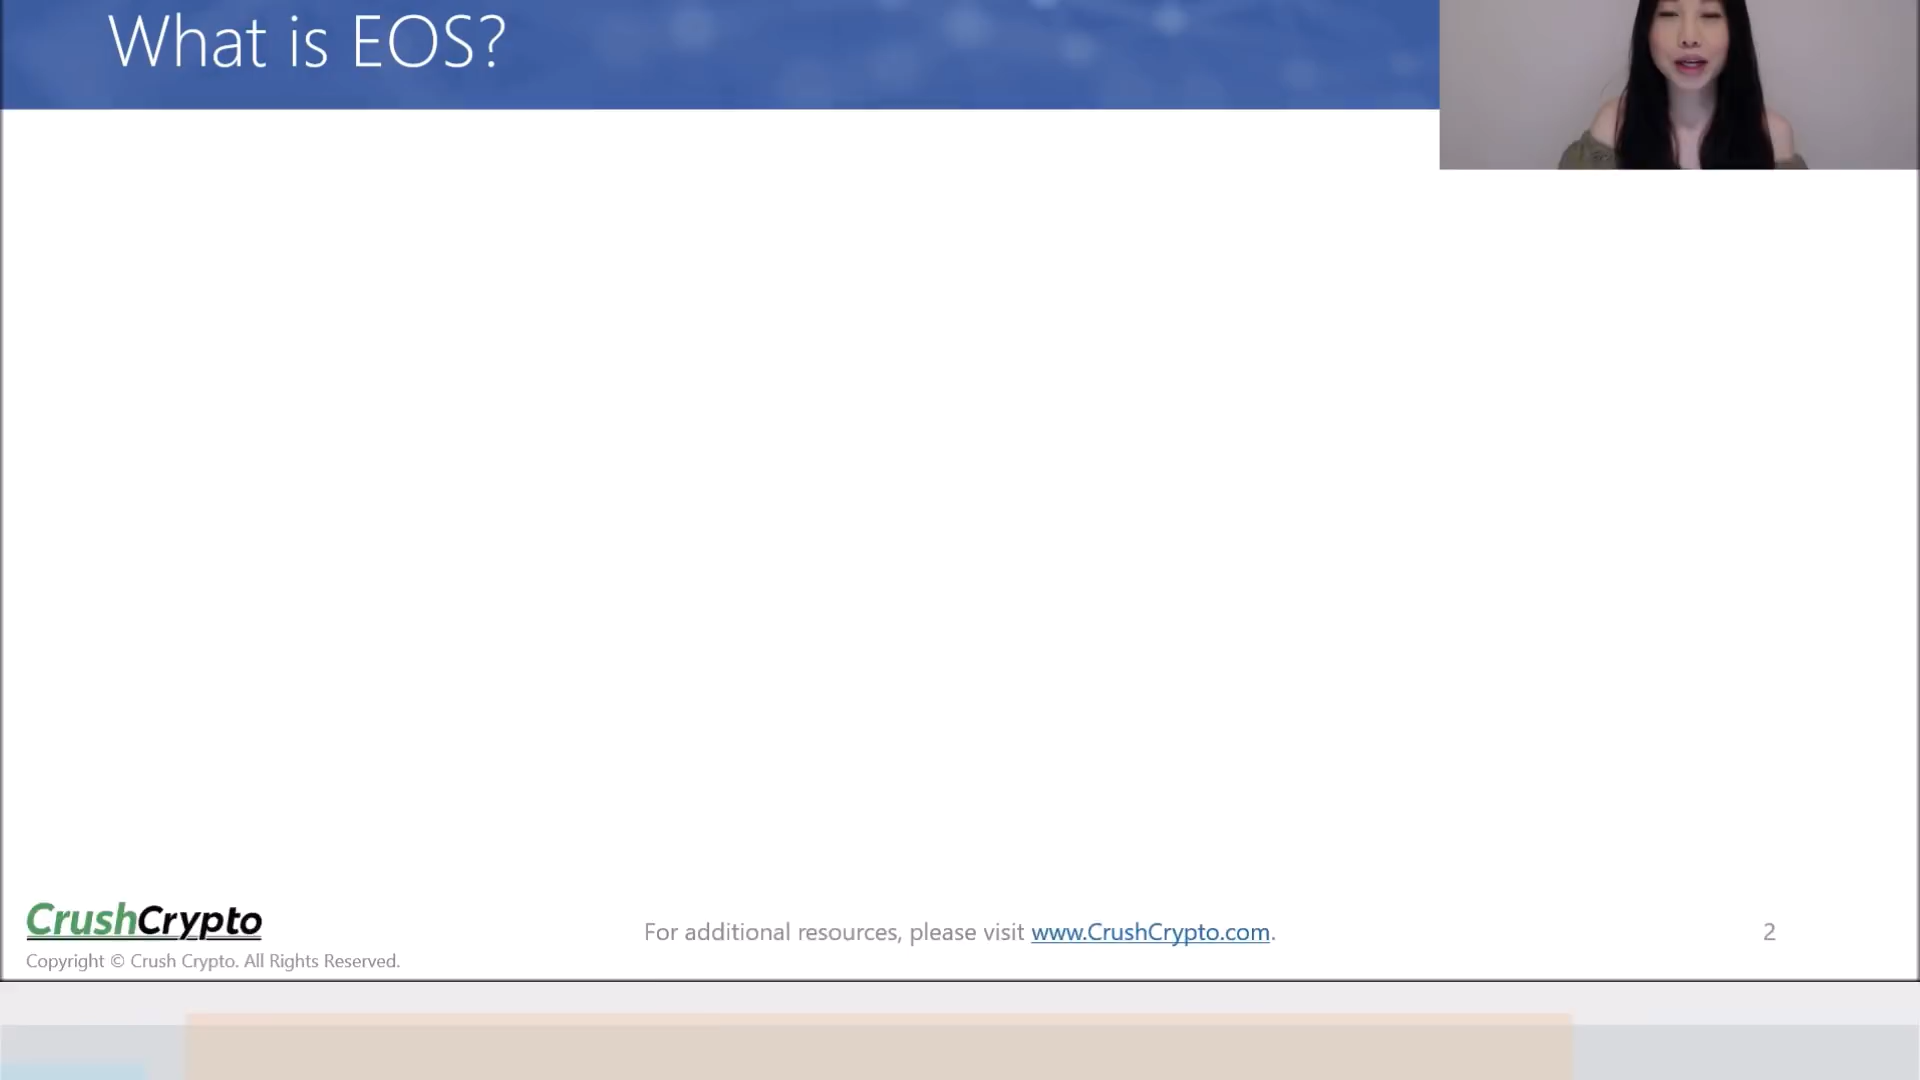 What is EOS?
CrushCrypto
For additional resources, please visit www.CrushCrypto.com.
2
Copyright © Crush Crypto. All Rights Reserved.